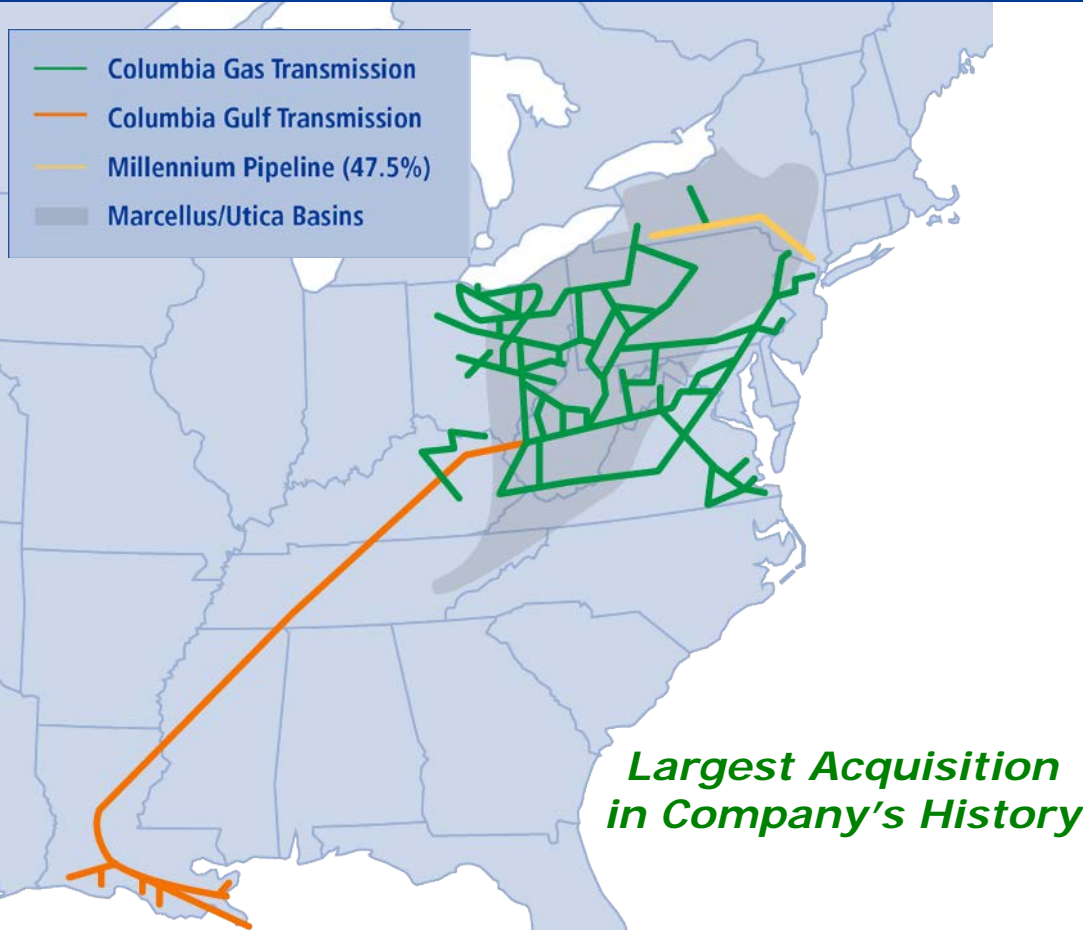 Columbia Gas Transmission
Columbia Gulf Transmission
Millennium Pipeline (47.5%)
Marcellus/Utica Basins
Largest Acquisition
in Company's History